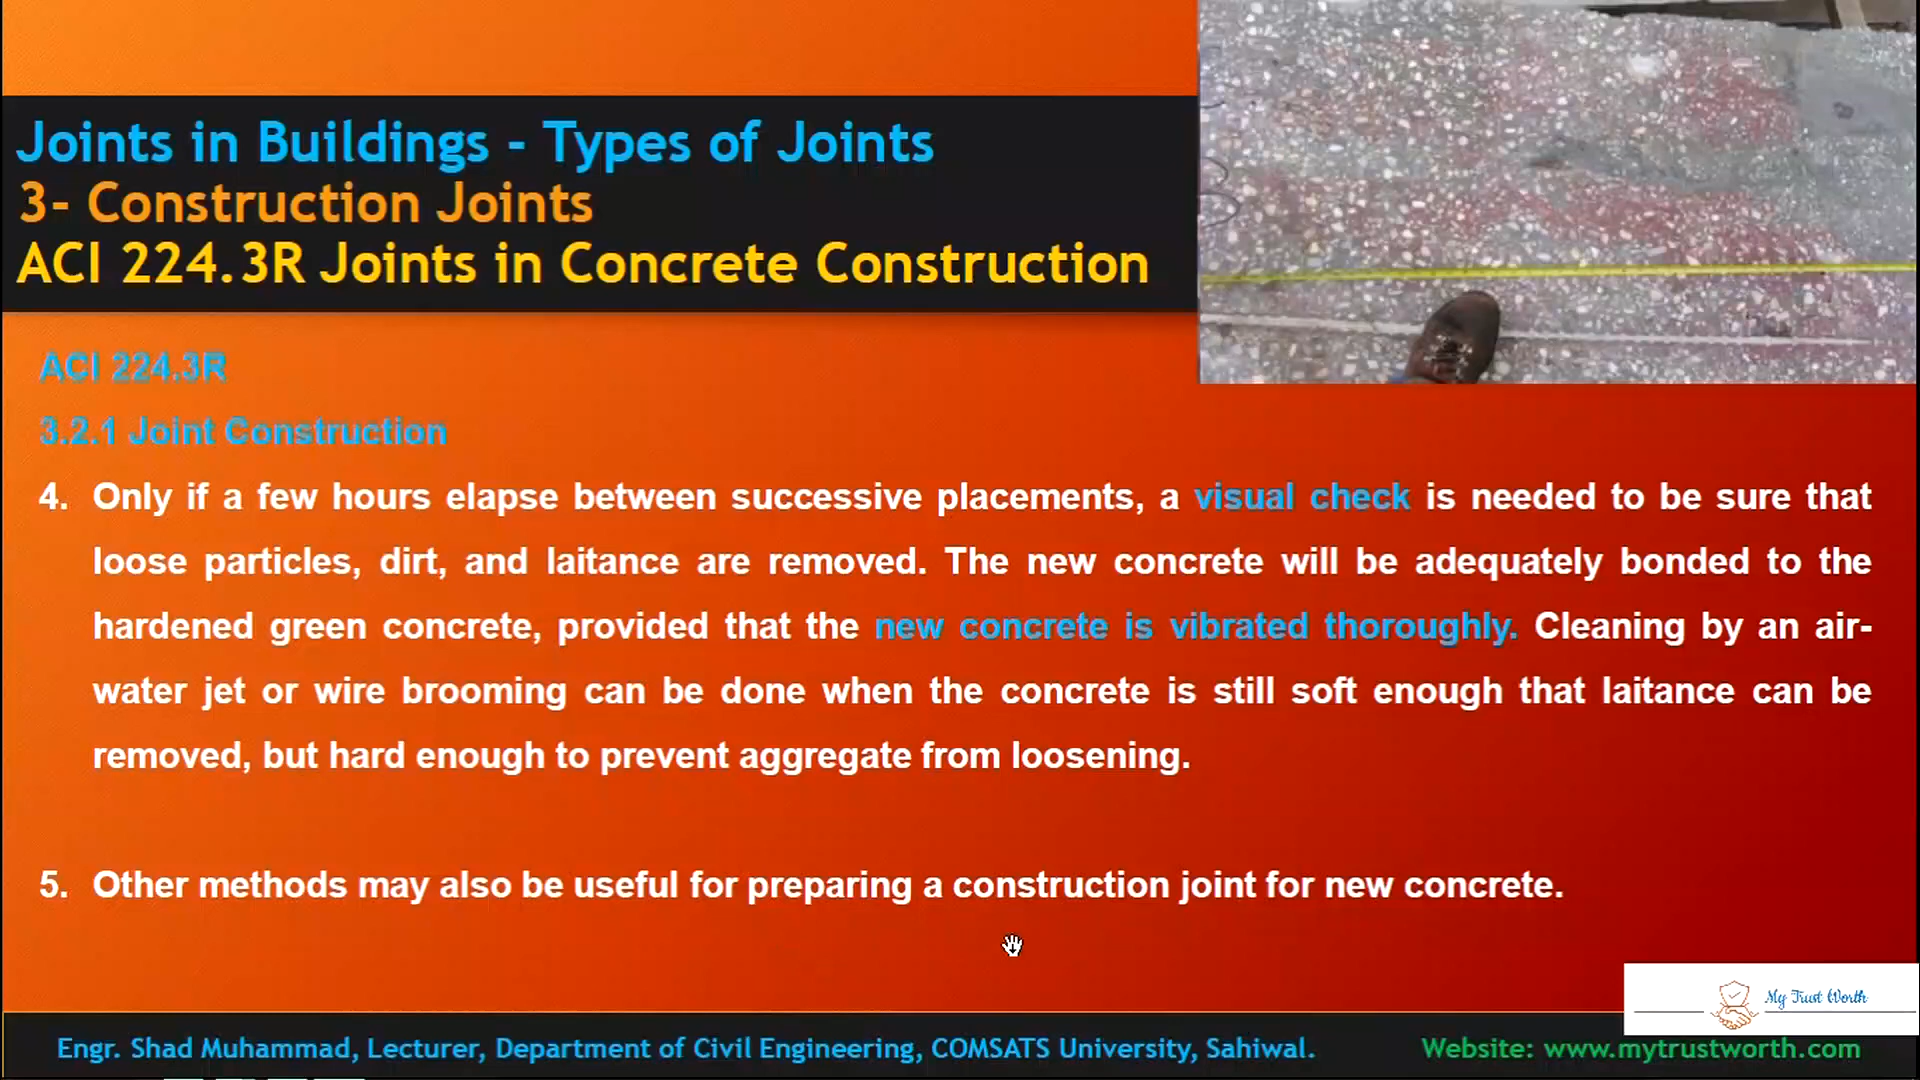 Joints in Buildings - Types of Joints
3- Construction Joints
ACI 224.3R Joints in Concrete Construction
ACI 224.3R
3.2.1 Joint Construction
4. Only if a few hours elapse between successive placements, a visual check is needed to be sure that
loose particles, dirt, and laitance are removed. The new concrete will be adequately bonded to the
hardened green concrete, provided that the new concrete is vibrated thoroughly. Cleaning by an air-
water jet or wire brooming can be done when the concrete is still soft enough that laitance can be
removed, but hard enough to prevent aggregate from loosening.
5. Other methods may also be useful for preparing a construction joint for new concrete.
My Trust Worth
Engr. Shad Muhammad, Lecturer, Department of Civil Engineering, COMSATS University, Sahiwal.
Website: www.mytrustworth.com